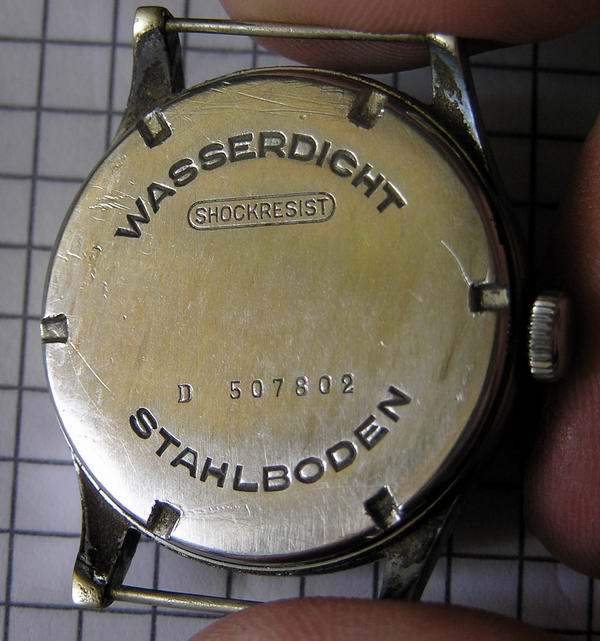 WASSERDICHT
SHOCKRESIST
D 507802
STAHLBODEN